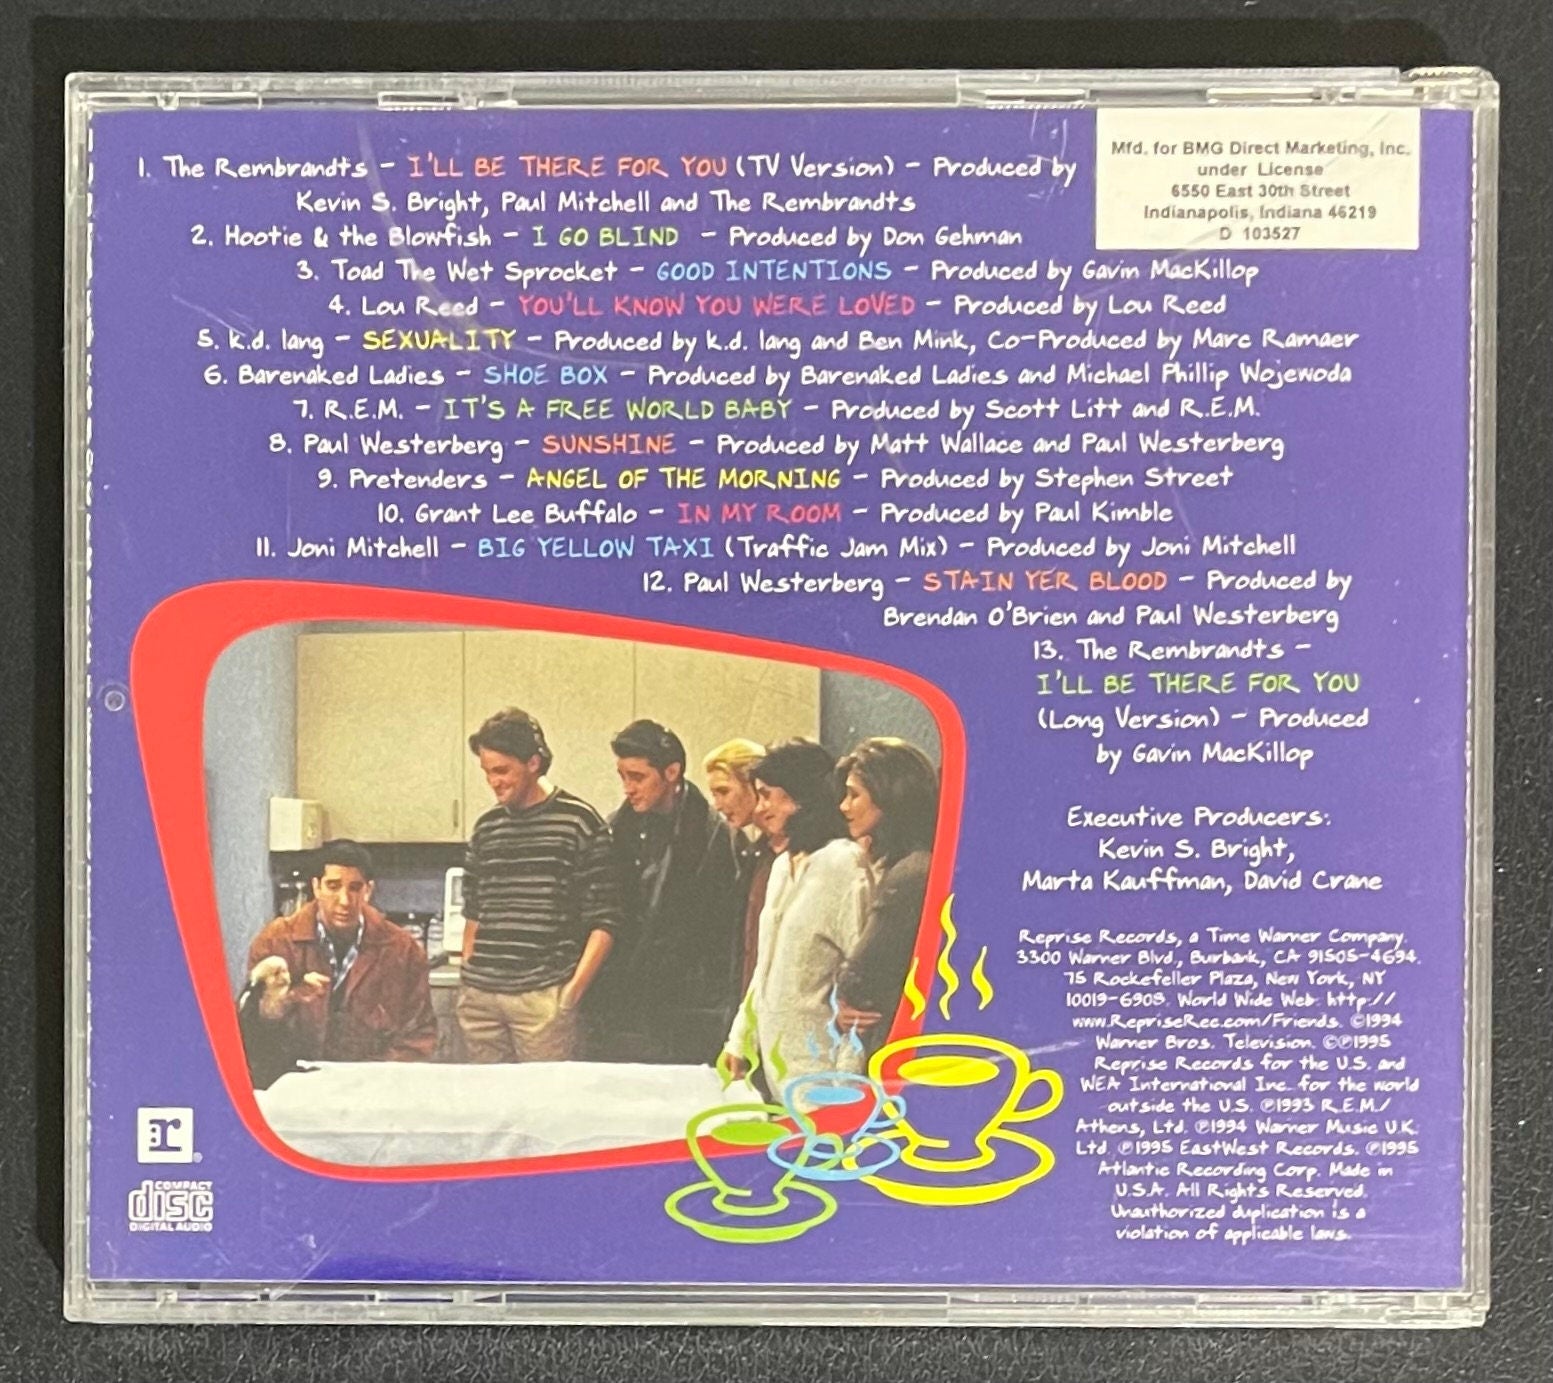 1. The Rembrandts - I'LL BE THERE FOR YOU (TV Version) - Produced by
Kevin S. Bright, Paul Mitchell and The Rembrandts
2. Hootie & the Blowfish - I GO BLIND - Produced by Don Gehman
3. Toad The Wet Sprocket - GOOD INTENTIONS - Produced by Gavin MacKillop
4. Lou Reed - YOU'LL KNOW YOU WERE LOVED - Produced by Lou Reed
5. k.d. lang - SEXUALITY - Produced by k.d. lang and Ben Mink, Co-Produced by Marc Ramaer
6. Barenaked Ladies - SHOE BOX - Produced by Barenaked Ladies and Michael Phillip Wojewoda
7. R.E.M. - IT'S A FREE WORLD BABY - Produced by Scott Litt and R.E.M.
8. Paul Westerberg - SUNSHINE - Produced by Matt Wallace and Paul Westerberg
9. Pretenders - ANGEL OF THE MORNING - Produced by Stephen Street
10. Grant Lee Buffalo - IN MY ROOM - Produced by Paul Kimble
11. Joni Mitchell - BIG YELLOW TAXI (Traffic Jam Mix) - Produced by Joni Mitchell
12. Paul Westerberg - STAIN YER BLOOD - Produced by
Brendan O'Brien and Paul Westerberg
13. The Rembrandts -
I'LL BE THERE FOR YOU
(Long Version) - Produced
by Gavin MacKillop
Mfd. for BMG Direct Marketing, Inc.
under License
6550 East 30th Street
Indianapolis, Indiana 46219
D 103527
Executive Producers:
Kevin S. Bright,
Marta Kauffman, David Crane
Reprise Records, a Time Warner Company.
3300 Warner Blvd, Burbank, CA 91505-4694.
75 Rockefeller Plaza, New York, NY
10019-6908. World Wide Web: http://
www.RepriseRec.com/Friends. ©1994
Warner Bros. Television. ©℗1995
Reprise Records for the U.S. and
WEA International Inc. for the world
outside the U.S. ℗1993 R.E.M./
Athens, Ltd. ℗1994 Warner Music U.K.
Ltd. ℗1995 EastWest Records. ℗1995
Atlantic Recording Corp. Made in
U.S.A. All Rights Reserved.
Unauthorized duplication is a
violation of applicable laws.
r®
COMPACT
disc
DIGITAL AUDIO